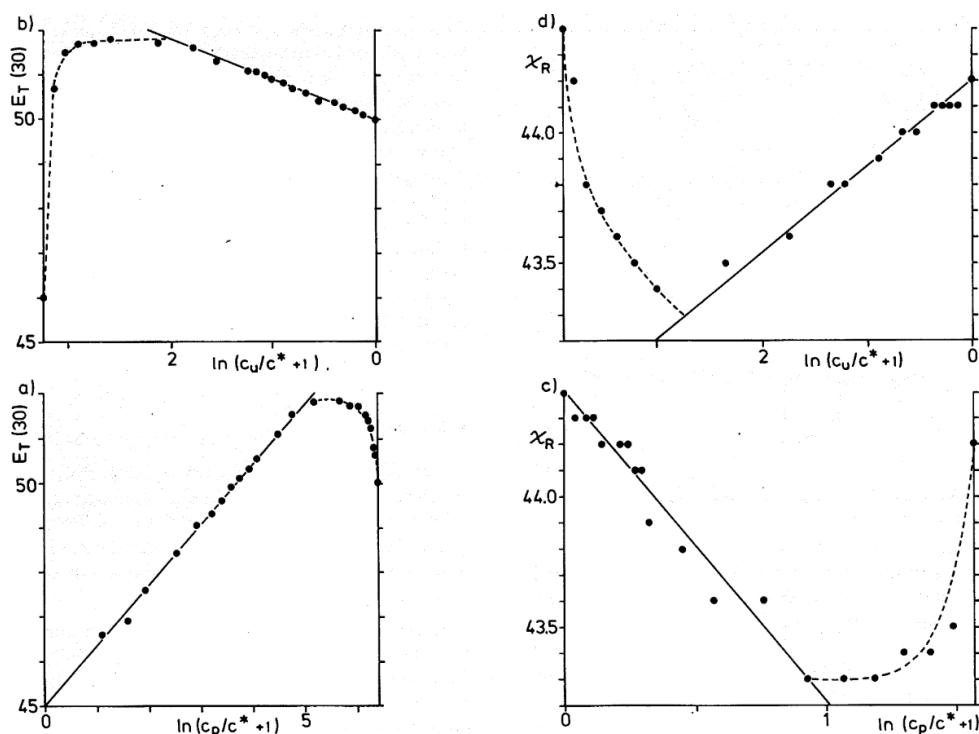 b)
E_T (30)
50
45
2
0
ln (c_u/c* +1) .
d)
χ_R
44.0
43.5
2
0
ln (c_u/c* +1)
a)
E_T (30)
50
45
0
5
ln (c_p/c* +1)
c)
χ_R
44.0
43.5
0
1
ln (c_p/c* +1)